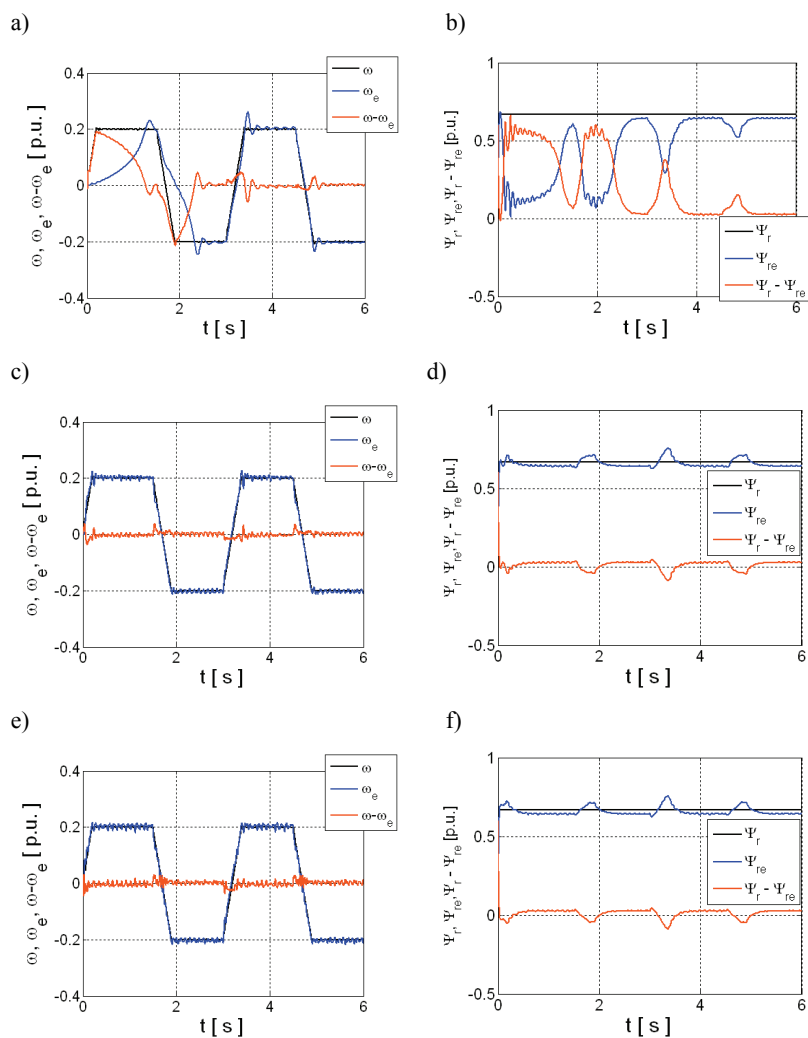 a)
0.4
0.2
0
-0.2
-0.4
0 2 4 6
t [ s ]
ω, ω_e, ω-ω_e [ p.u. ]
ω
ω_e
ω-ω_e
b)
1
0.5
0
-0.5
0 2 4 6
t [ s ]
Ψ_r, Ψ_re, Ψ_r - Ψ_re [p.u.]
Ψ_r
Ψ_re
Ψ_r - Ψ_re
c)
0.4
0.2
0
-0.2
-0.4
0 2 4 6
t [ s ]
ω, ω_e, ω-ω_e [ p.u. ]
ω
ω_e
ω-ω_e
d)
1
0.5
0
-0.5
0 2 4 6
t [ s ]
Ψ_r, Ψ_re, Ψ_r - Ψ_re [p.u.]
Ψ_r
Ψ_re
Ψ_r - Ψ_re
e)
0.4
0.2
0
-0.2
-0.4
0 2 4 6
t [ s ]
ω, ω_e, ω-ω_e [ p.u. ]
ω
ω_e
ω-ω_e
f)
1
0.5
0
-0.5
0 2 4 6
t [ s ]
Ψ_r, Ψ_re, Ψ_r - Ψ_re [p.u.]
Ψ_r
Ψ_re
Ψ_r - Ψ_re